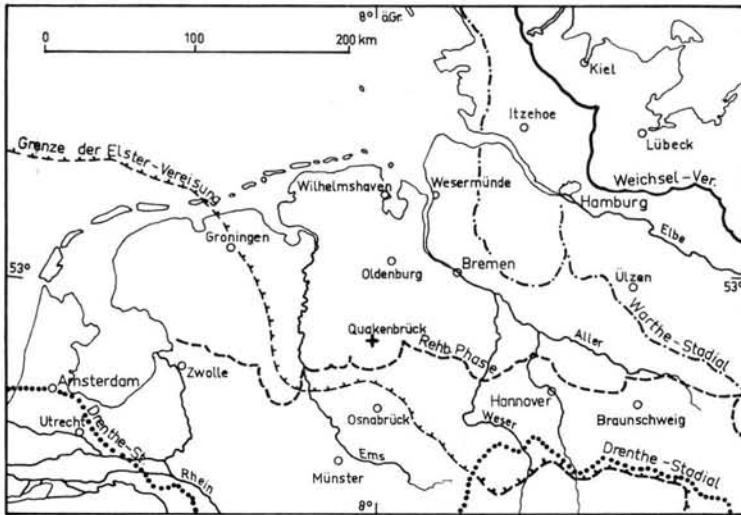 8° ö.Gr.
0 100 200 km
Kiel
Itzehoe
Lübeck
Grenze der Elster-Vereisung
Wilhelmshaven
Wesermünde
Weichsel-Ver.
Hamburg
Groningen
Elbe
53°
Oldenburg
Bremen
Ülzen
53°
Warthe-Stadial
Quakenbrück
Aller
Rehb. Phase
Zwolle
Amsterdam
Hannover
Braunschweig
Osnabrück
Utrecht
Drenthe-St.
Weser
Drenthe-Stadial
Ems
Münster
Rhein
8°